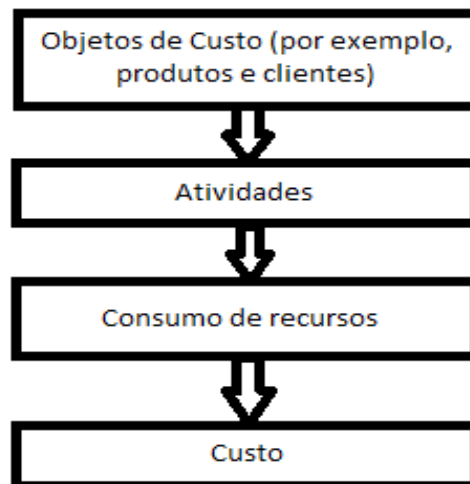 Objetos de Custo (por exemplo,
produtos e clientes)
Atividades
Consumo de recursos
Custo